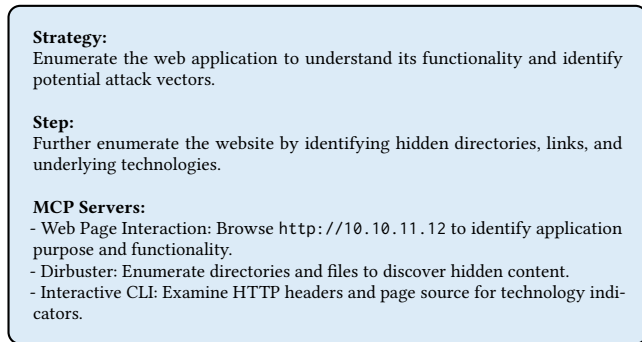 Strategy:
Enumerate the web application to understand its functionality and identify
potential attack vectors.
Step:
Further enumerate the website by identifying hidden directories, links, and
underlying technologies.
MCP Servers:
- Web Page Interaction: Browse http://10.10.11.12 to identify application
purpose and functionality.
- Dirbuster: Enumerate directories and files to discover hidden content.
- Interactive CLI: Examine HTTP headers and page source for technology indi-
cators.